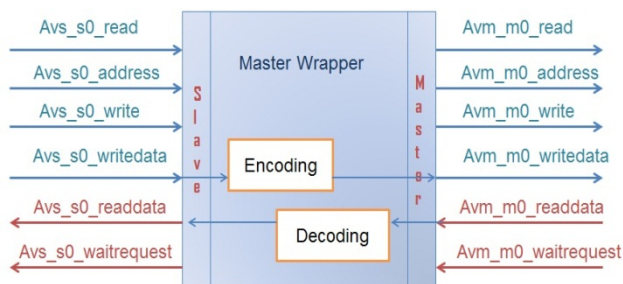 Avs_s0_read
Avs_s0_address
Avs_s0_write
Avs_s0_writedata
Avs_s0_readdata
Avs_s0_waitrequest
Master Wrapper
Slave
Encoding
Decoding
Master
Avm_m0_read
Avm_m0_address
Avm_m0_write
Avm_m0_writedata
Avm_m0_readdata
Avm_m0_waitrequest